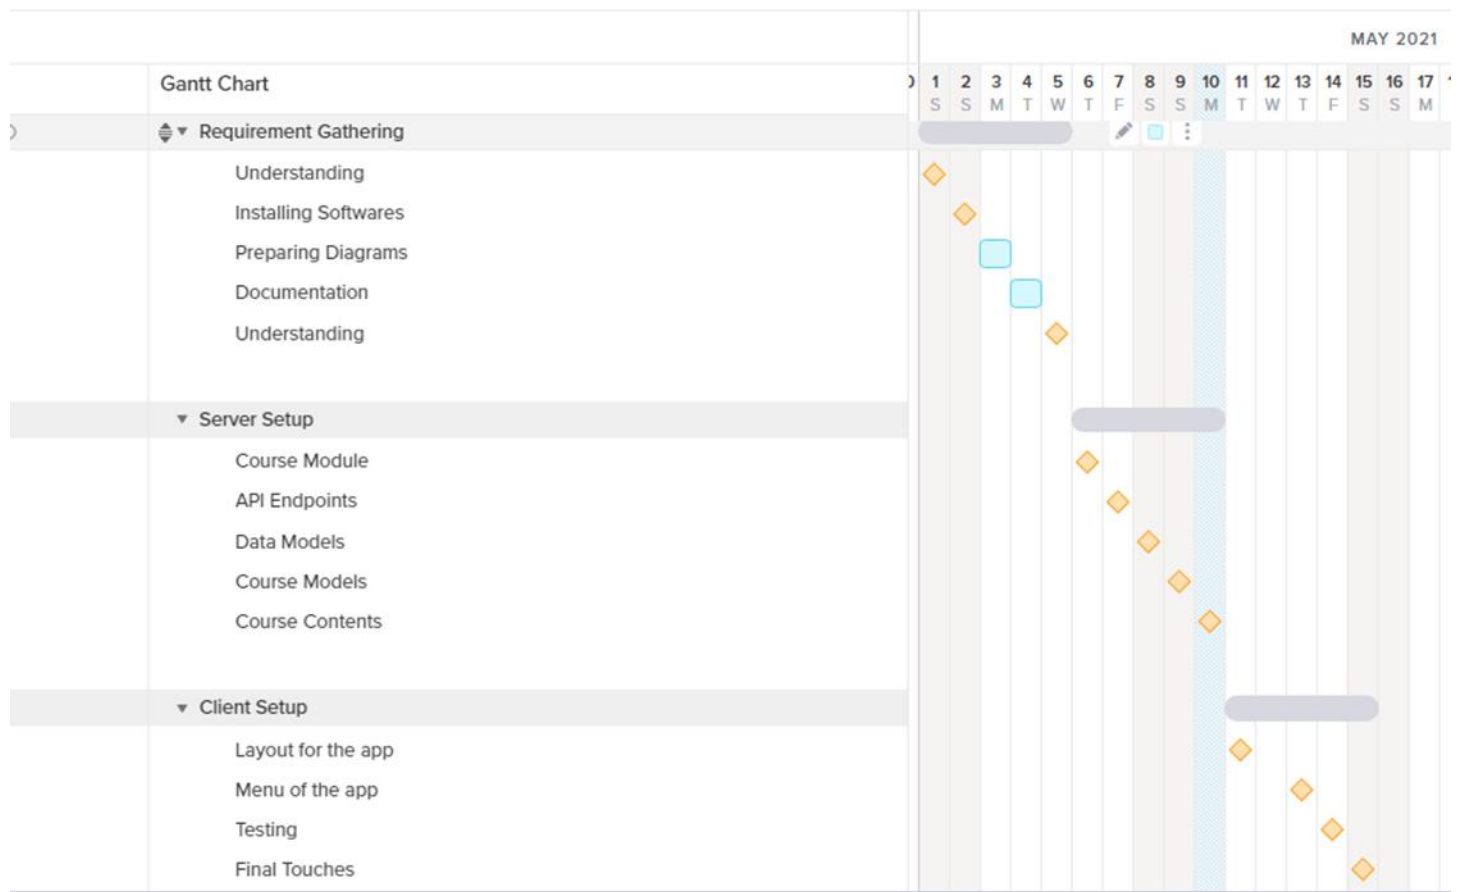 MAY 2021
Gantt Chart
1 2 3 4 5 6 7 8 9 10 11 12 13 14 15 16 17
S S M T W T F S S M T W T F S S M
Requirement Gathering
Understanding
Installing Softwares
Preparing Diagrams
Documentation
Understanding
Server Setup
Course Module
API Endpoints
Data Models
Course Models
Course Contents
Client Setup
Layout for the app
Menu of the app
Testing
Final Touches